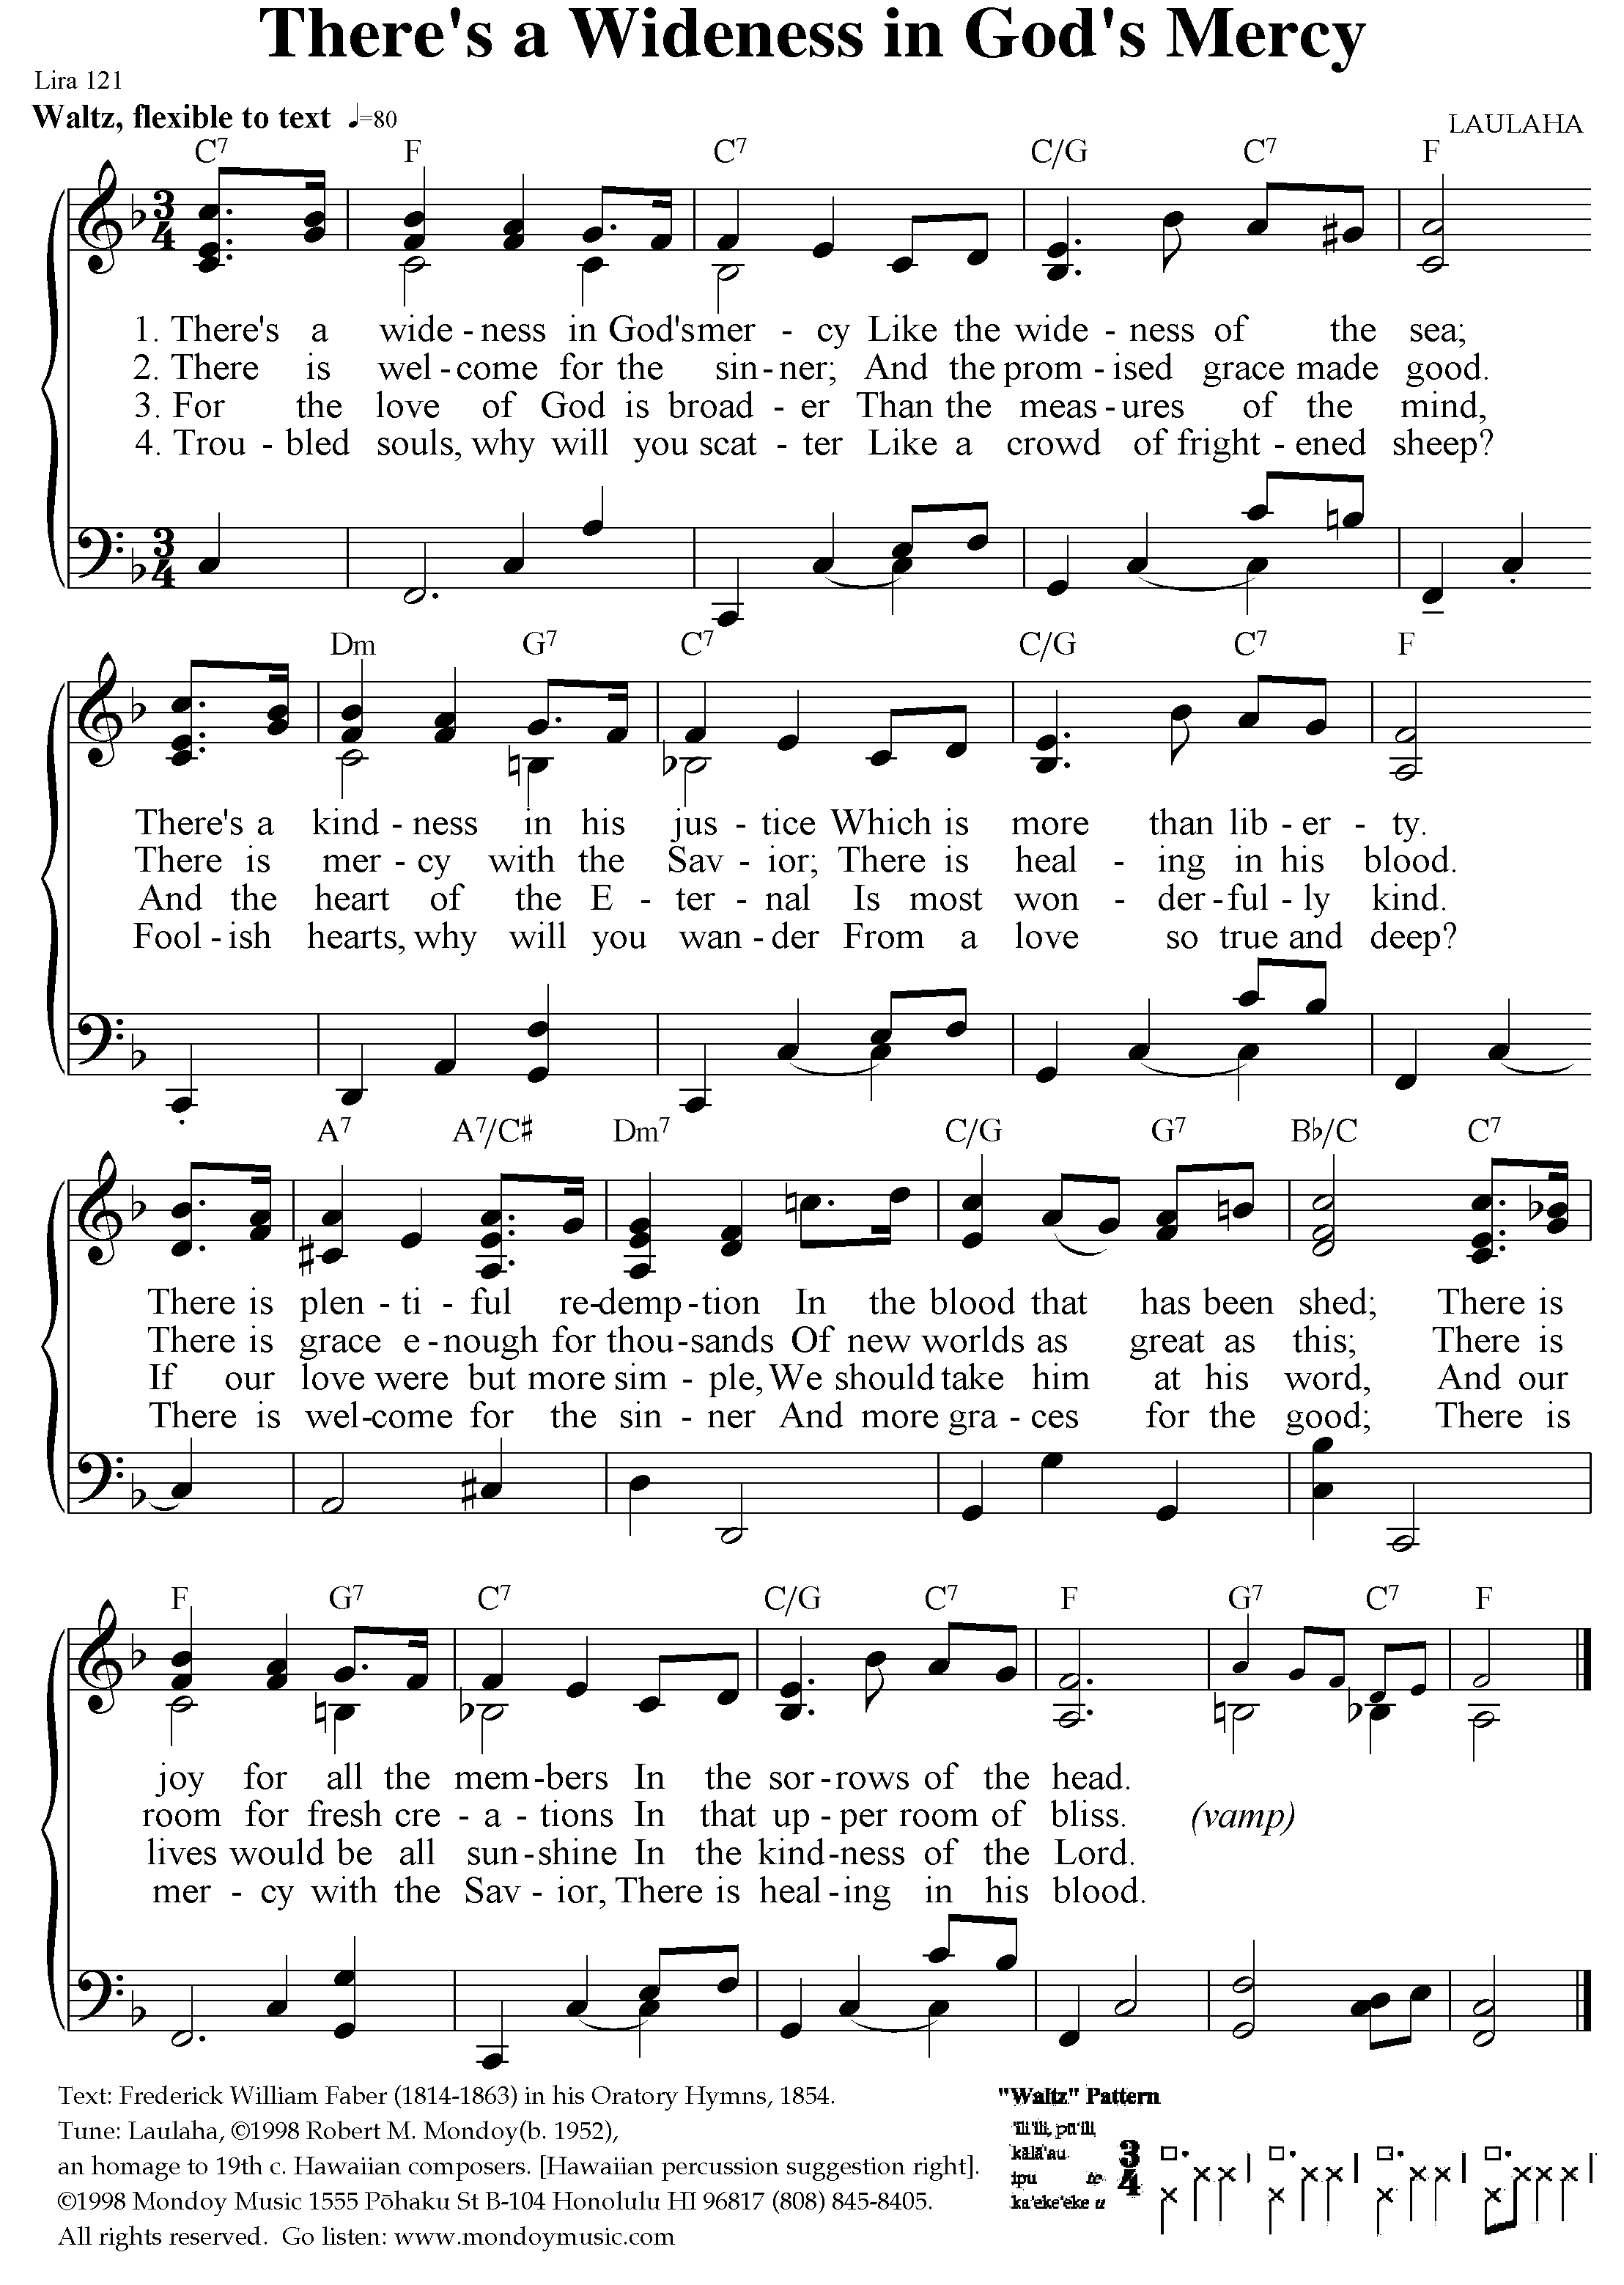 There's a Wideness in God's Mercy
Lira 121
Waltz, flexible to text ♩=80
LAULAHA
C7 F C7 C/G C7 F
1. There's a wide - ness in God's mer - cy Like the wide - ness of the sea;
2. There is wel - come for the sin - ner; And the prom - ised grace made good.
3. For the love of God is broad - er Than the meas - ures of the mind,
4. Trou - bled souls, why will you scat - ter Like a crowd of fright - ened sheep?
Dm G7 C7 C/G C7 F
There's a kind - ness in his jus - tice Which is more than lib - er - ty.
There is mer - cy with the Sav - ior; There is heal - ing in his blood.
And the heart of the E - ter - nal Is most won - der - ful - ly kind.
Fool - ish hearts, why will you wan - der From a love so true and deep?
A7 A7/C♯ Dm7 C/G G7 B♭/C C7
There is plen - ti - ful re-demp - tion In the blood that has been shed; There is
There is grace e - nough for thou - sands Of new worlds as great as this; There is
If our love were but more sim - ple, We should take him at his word, And our
There is wel-come for the sin - ner And more gra - ces for the good; There is
F G7 C7 C/G C7 F G7 C7 F
joy for all the mem - bers In the sor - rows of the head.
room for fresh cre - a - tions In that up - per room of bliss. (vamp)
lives would be all sun - shine In the kind - ness of the Lord.
mer - cy with the Sav - ior, There is heal - ing in his blood.
Text: Frederick William Faber (1814-1863) in his Oratory Hymns, 1854.
Tune: Laulaha, ©1998 Robert M. Mondoy(b. 1952),
an homage to 19th c. Hawaiian composers. [Hawaiian percussion suggestion right].
©1998 Mondoy Music 1555 Pōhaku St B-104 Honolulu HI 96817 (808) 845-8405.
All rights reserved. Go listen: www.mondoymusic.com
"Waltz" Pattern
'ili'ili, pū'ili
kālā'au
ipu te
ka'eke'eke u